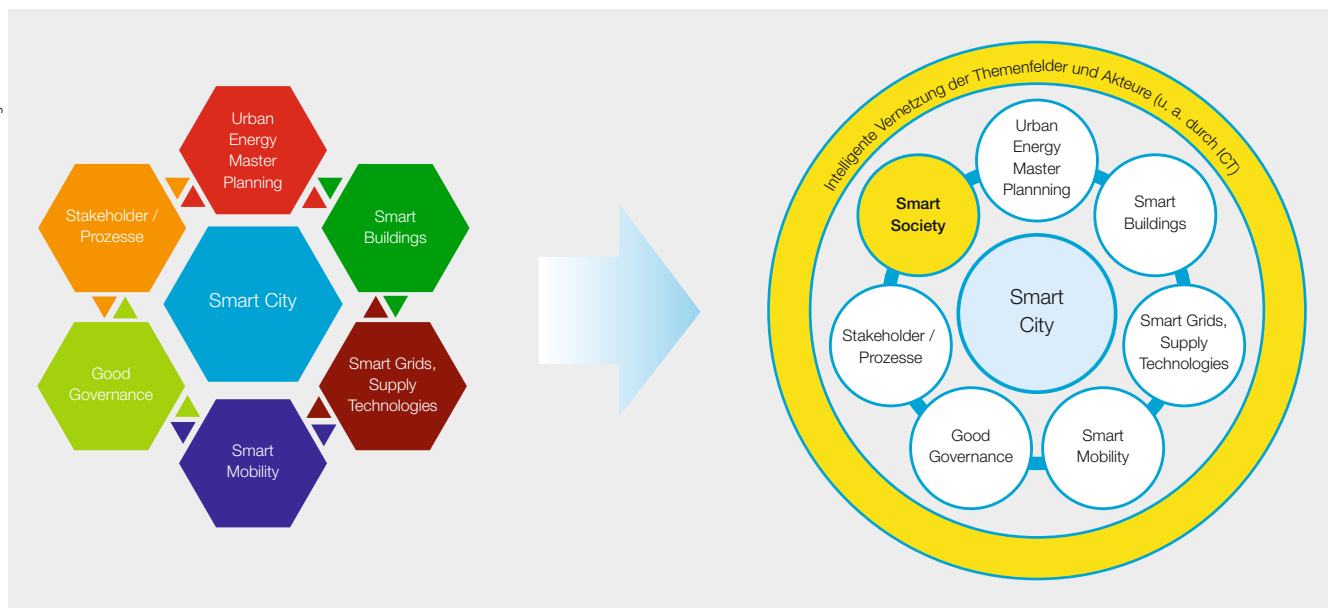 Urban
Energy
Master
Planning
Stakeholder /
Prozesse
Smart
Buildings
Smart City
Good
Governance
Smart Grids,
Supply
Technologies
Smart
Mobility
Intelligente Vernetzung der Themenfelder und Akteure (u. a. durch ICT)
Urban
Energy
Master
Plannning
Smart
Society
Smart
Buildings
Smart
City
Stakeholder /
Prozesse
Smart Grids,
Supply
Technologies
Good
Governance
Smart
Mobility